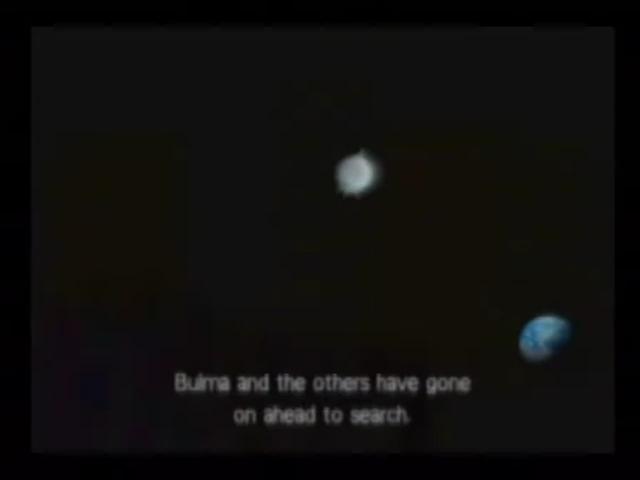 Bulma and the others have gone
on ahead to search.